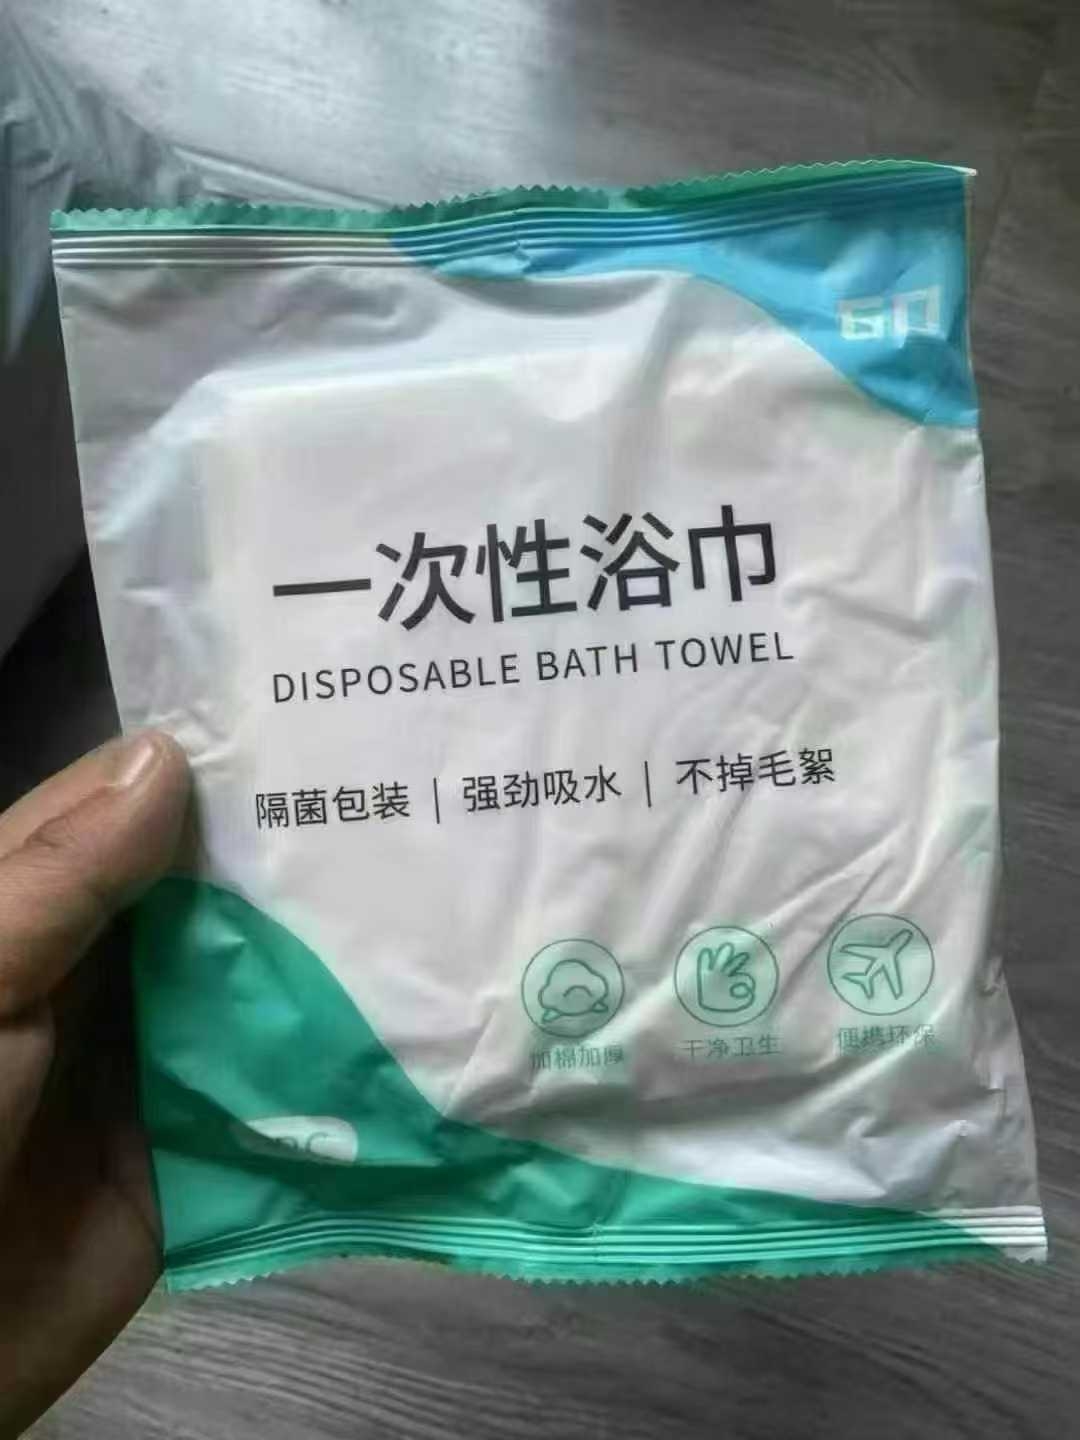 GO
一次性浴巾
DISPOSABLE BATH TOWEL
隔菌包装 | 强劲吸水 | 不掉毛絮
加棉加厚 干净卫生 便携环保